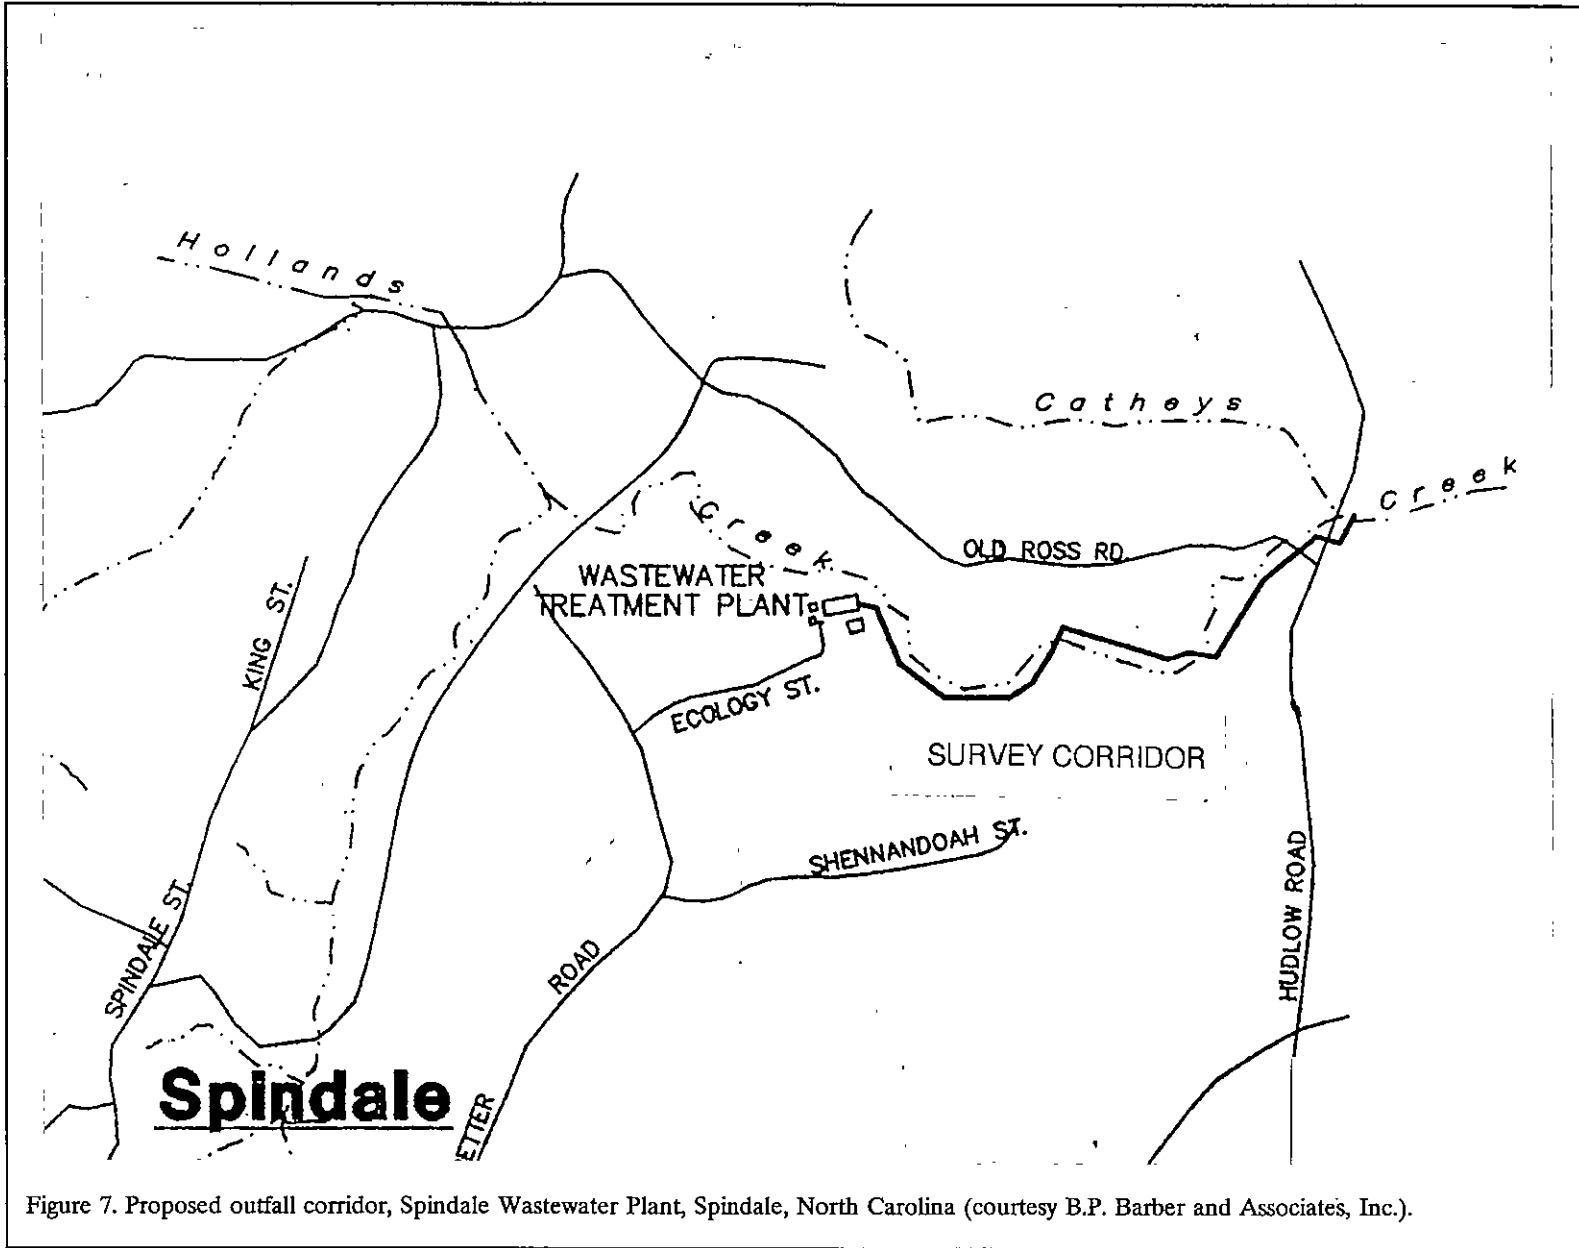 Hollands
Catheys
Creek
Creek
OLD ROSS RD.
WASTEWATER
TREATMENT PLANT
KING ST.
ECOLOGY ST.
SURVEY CORRIDOR
SHENNANDOAH ST.
HUDLOW ROAD
SPINDALE ST.
ROAD
ETTER
Spindale
Figure 7. Proposed outfall corridor, Spindale Wastewater Plant, Spindale, North Carolina (courtesy B.P. Barber and Associates, Inc.).